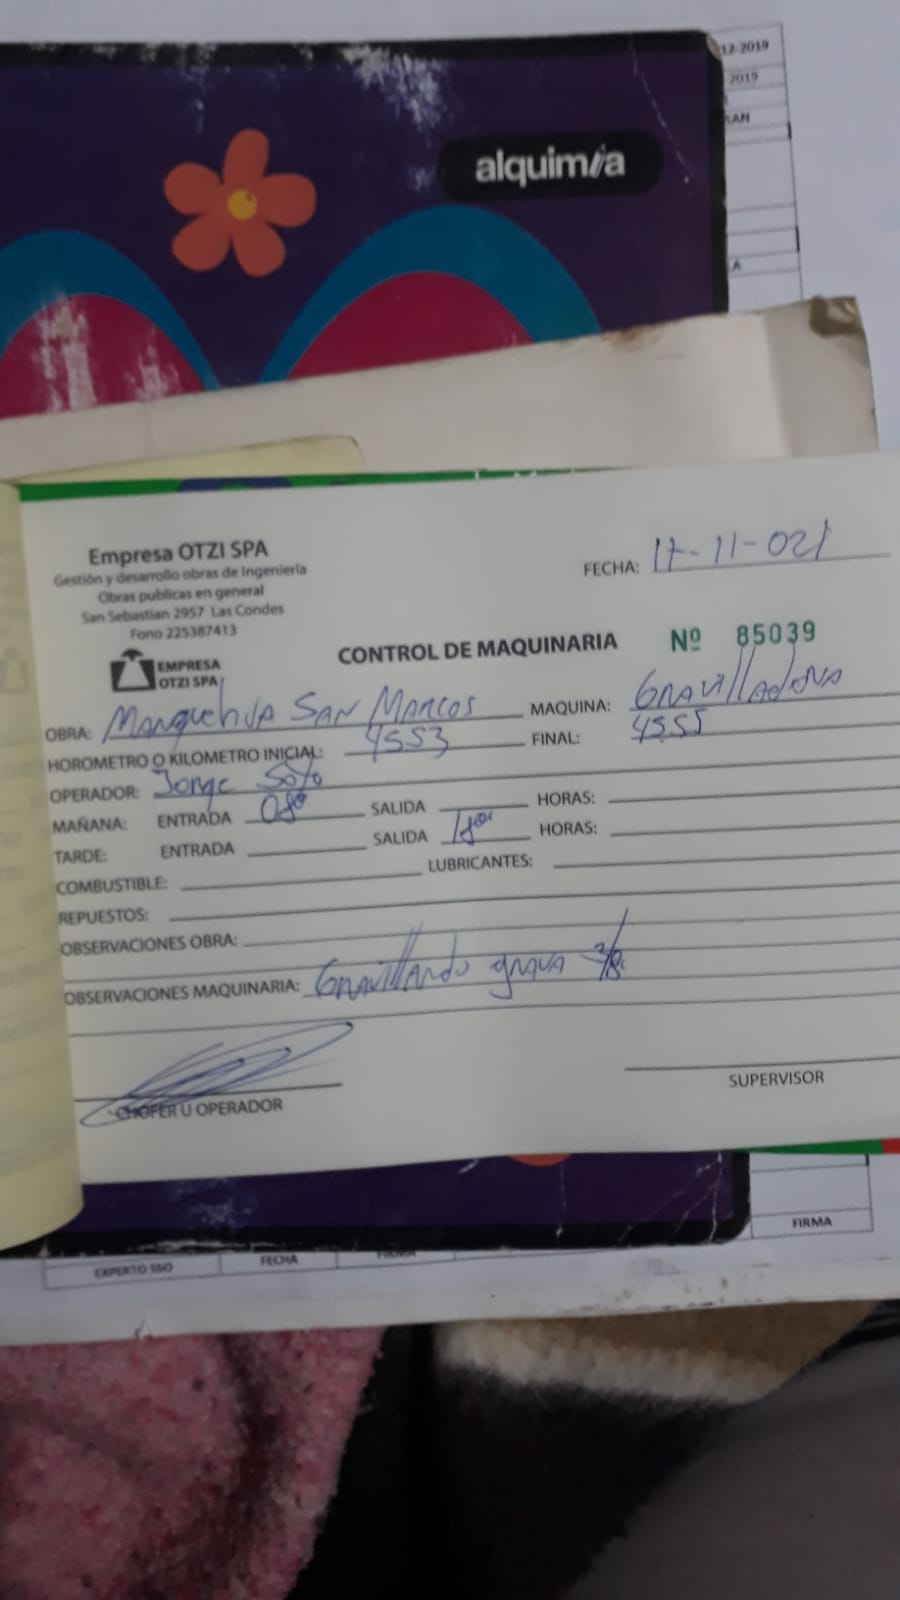 12-2019
2019
alquimia
Empresa OTZI SPA
Gestión y desarrollo obras de Ingeniería
Obras publicas en general
San Sebastian 2957 Las Condes
Fono 225387413
FECHA: 17-11-021
EMPRESA
OTZI SPA
CONTROL DE MAQUINARIA Nº 85039
OBRA: Manquehua SAN MARCOS MAQUINA: GRAVILLADORA
HOROMETRO O KILOMETRO INICIAL: 4553 FINAL: 4555
OPERADOR: Jorge Soto
MAÑANA: ENTRADA 08⁰⁰ SALIDA HORAS:
TARDE: ENTRADA SALIDA 18⁰⁰ HORAS:
COMBUSTIBLE: LUBRICANTES:
REPUESTOS:
OBSERVACIONES OBRA:
OBSERVACIONES MAQUINARIA: GRAVILLANDO grava 3/8.
CHOFER U OPERADOR SUPERVISOR
FIRMA
EXPERTO SSO FECHA FIRMA